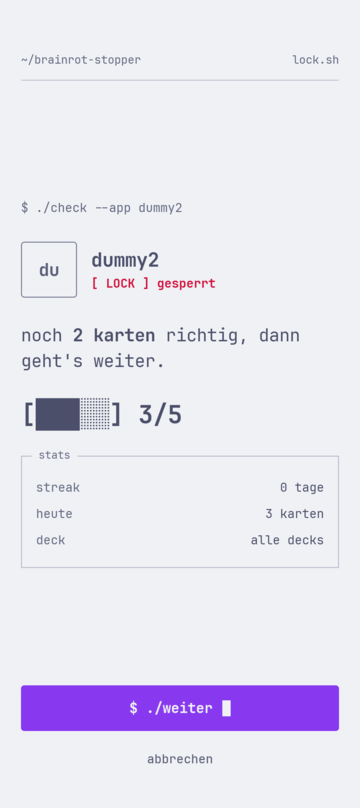 ~/brainrot-stopper lock.sh
$ ./check --app dummy2
du
dummy2
[ LOCK ] gesperrt
noch 2 karten richtig, dann
geht's weiter.
[███░░] 3/5
stats
streak 0 tage
heute 3 karten
deck alle decks
$ ./weiter █
abbrechen